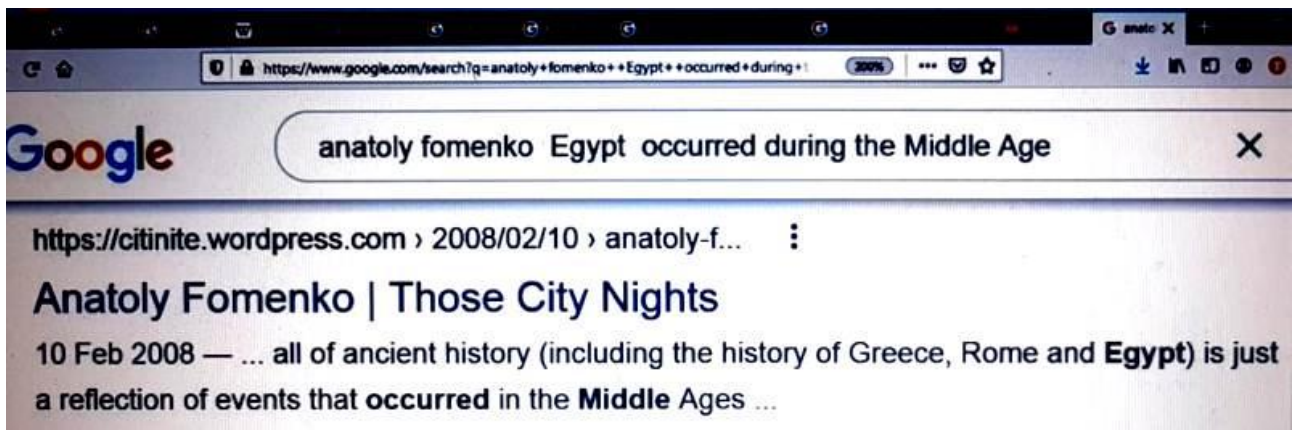 G anato X
https://www.google.com/search?q=anatoly+fomenko++Egypt++occurred+during+t 200%
Google anatoly fomenko Egypt occurred during the Middle Age
https://citinite.wordpress.com › 2008/02/10 › anatoly-f...
Anatoly Fomenko | Those City Nights
10 Feb 2008 — ... all of ancient history (including the history of Greece, Rome and Egypt) is just
a reflection of events that occurred in the Middle Ages ...